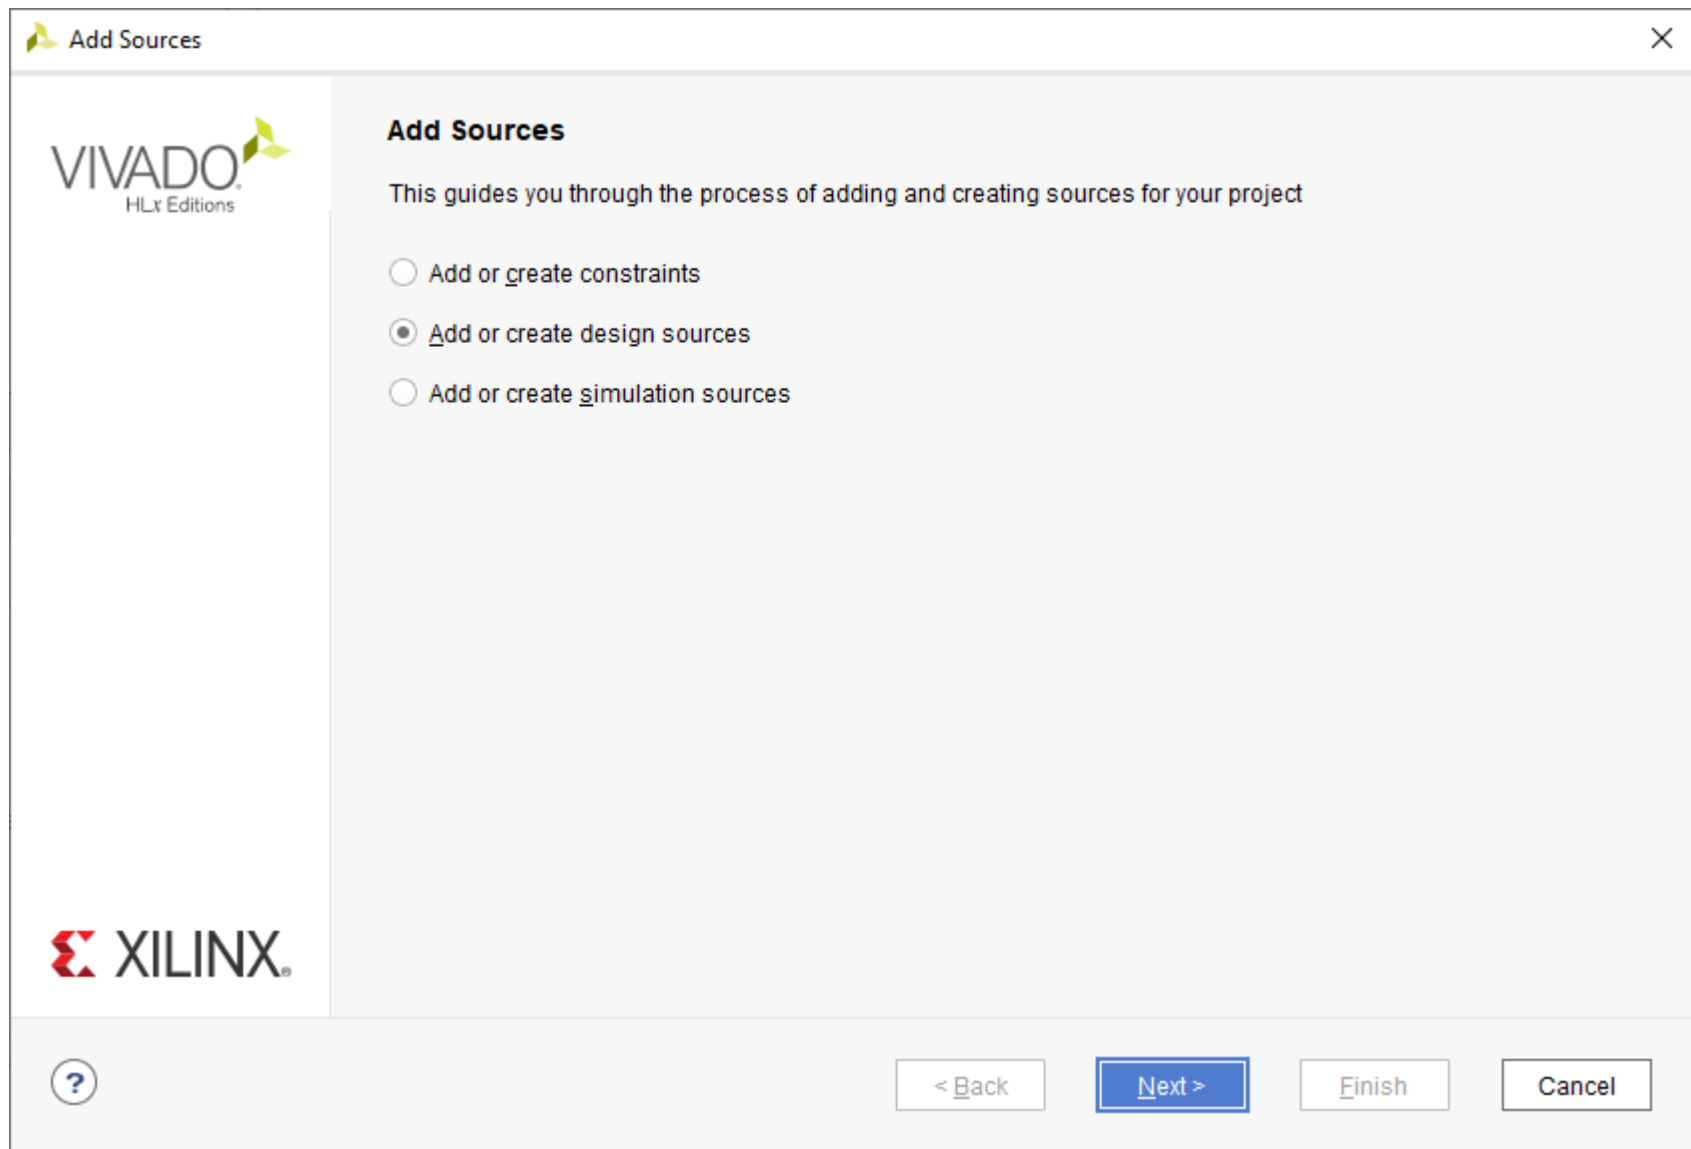 Add Sources
VIVADO
HLx Editions
Add Sources
This guides you through the process of adding and creating sources for your project
Add or create constraints
Add or create design sources
Add or create simulation sources
XILINX
?
< Back
Next >
Finish
Cancel